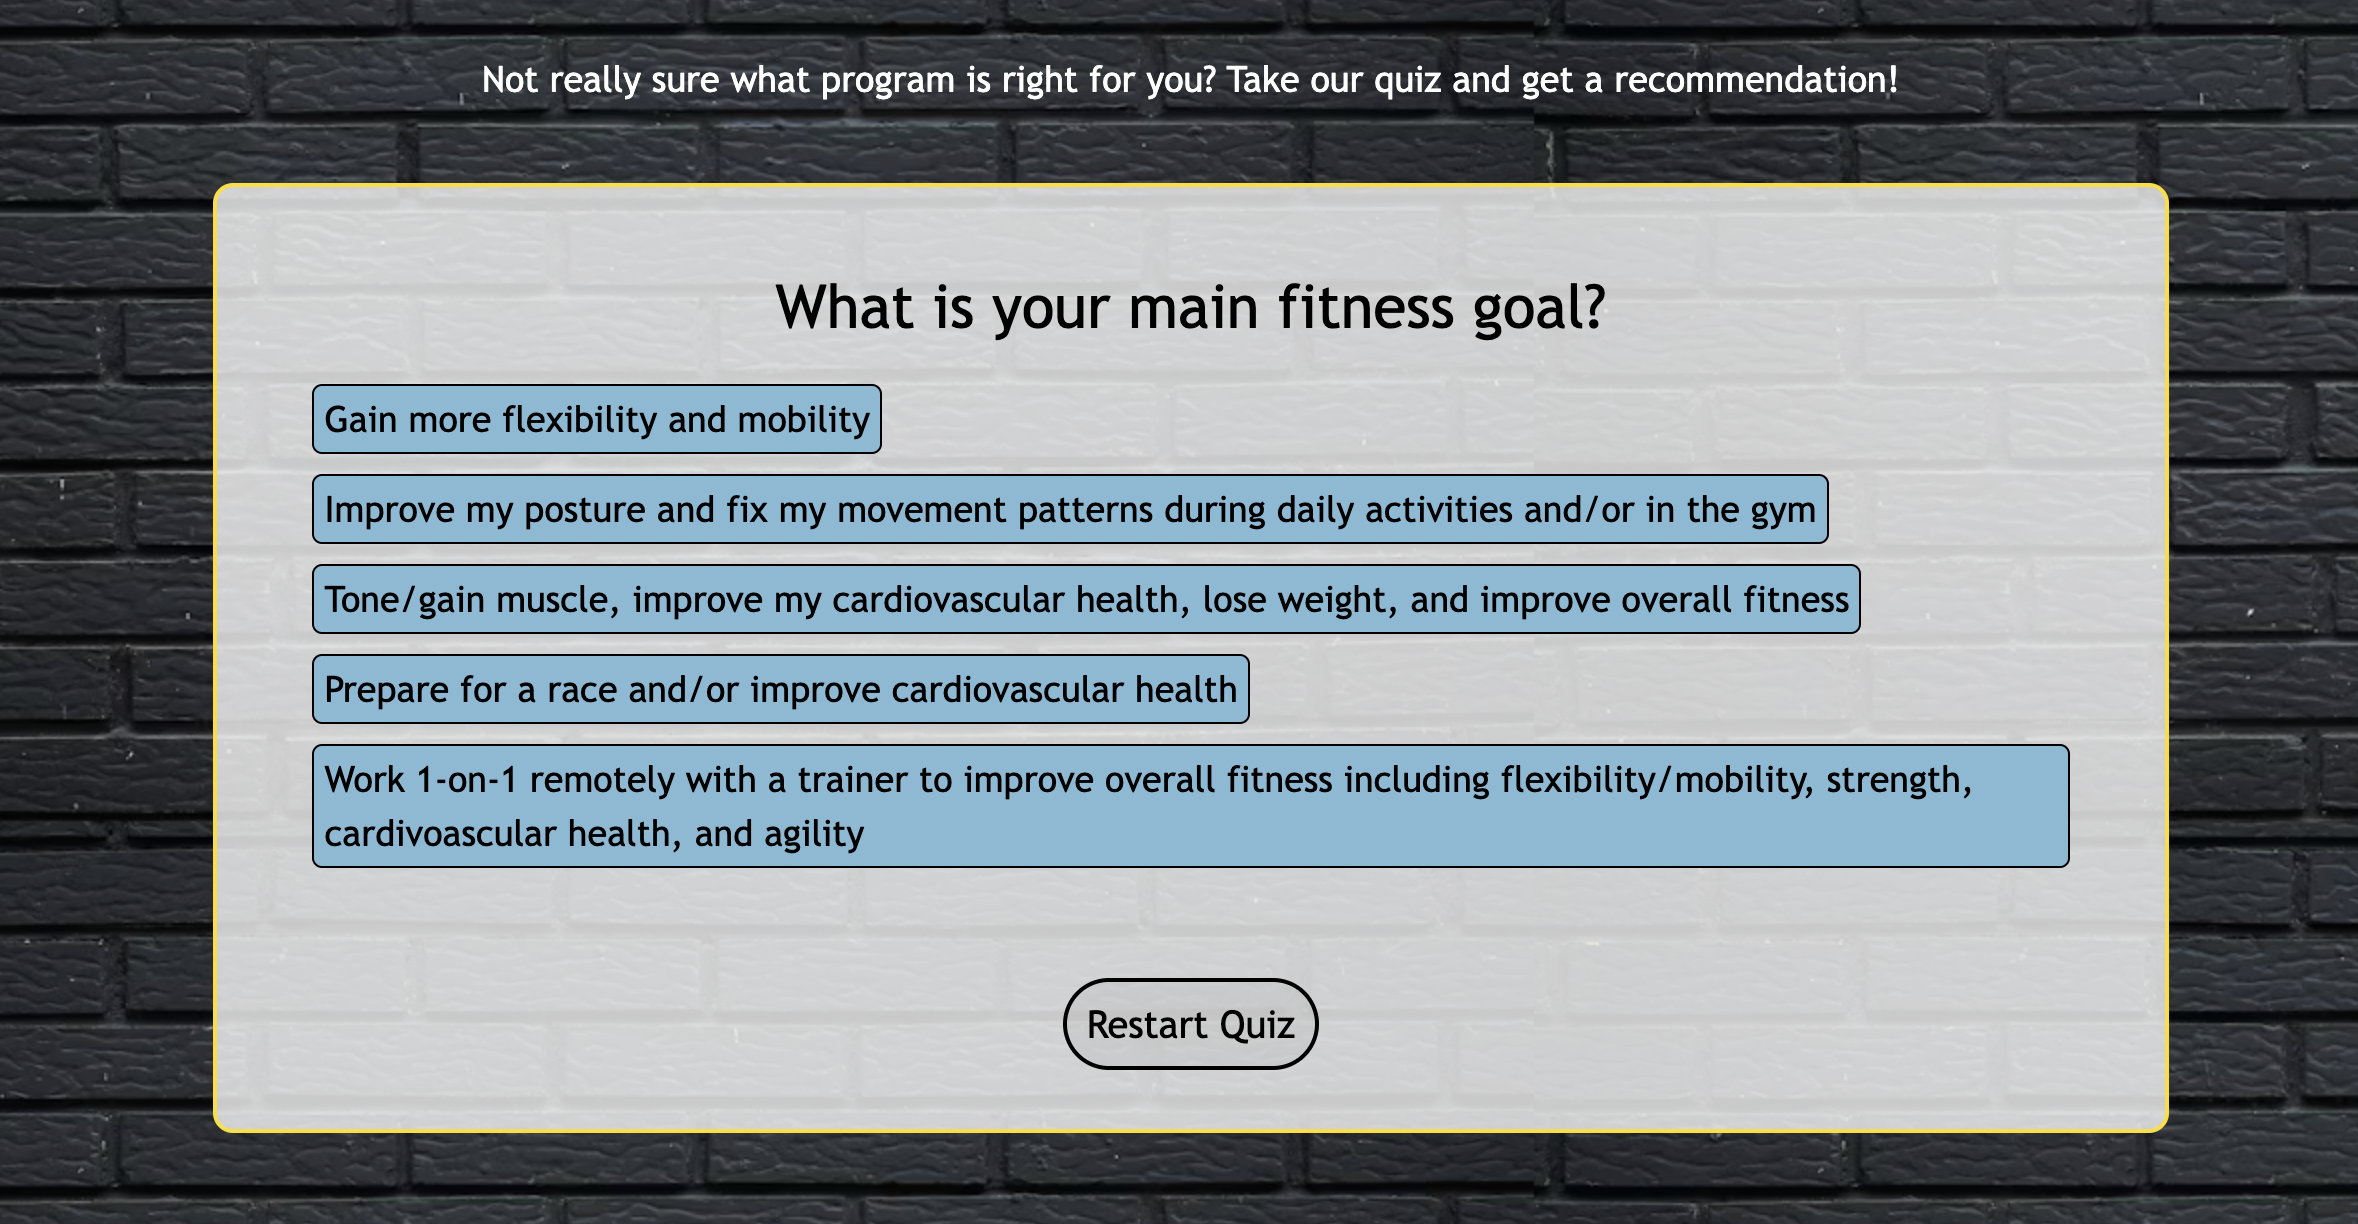 Not really sure what program is right for you? Take our quiz and get a recommendation!
What is your main fitness goal?
Gain more flexibility and mobility
Improve my posture and fix my movement patterns during daily activities and/or in the gym
Tone/gain muscle, improve my cardiovascular health, lose weight, and improve overall fitness
Prepare for a race and/or improve cardiovascular health
Work 1-on-1 remotely with a trainer to improve overall fitness including flexibility/mobility, strength,
cardivoascular health, and agility
Restart Quiz